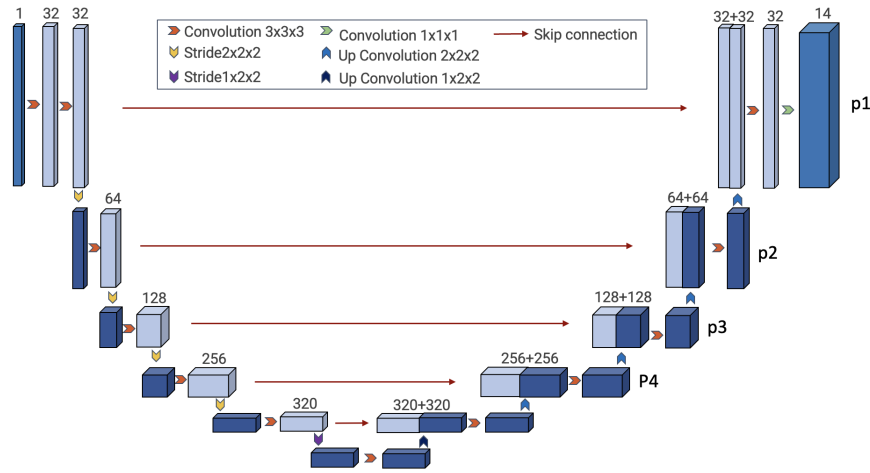 1 32 32
Convolution 3x3x3
Stride2x2x2
Stride1x2x2
Convolution 1x1x1
Up Convolution 2x2x2
Up Convolution 1x2x2
Skip connection
32+32 32 14
p1
64
64+64
p2
128
128+128
p3
256
256+256
P4
320
320+320